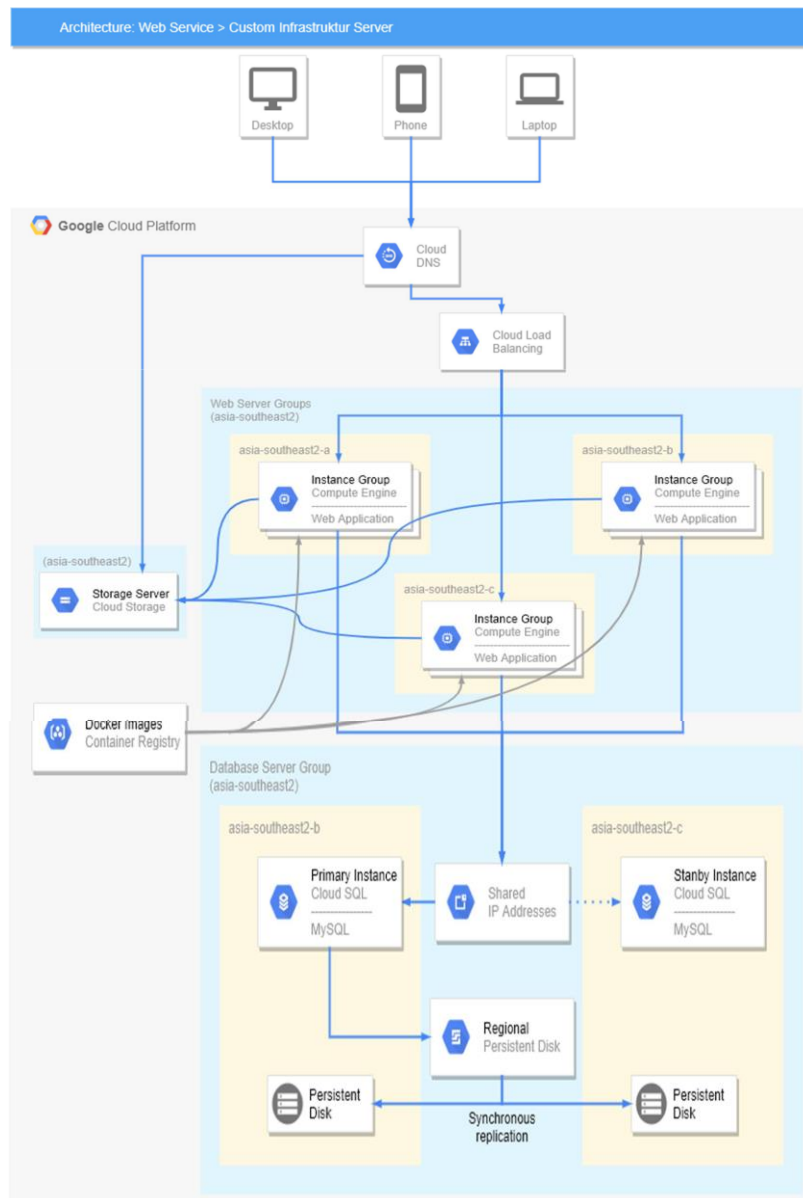 Architecture: Web Service > Custom Infrastruktur Server
Desktop
Phone
Laptop
Google Cloud Platform
Cloud
DNS
Cloud Load
Balancing
Web Server Groups
(asia-southeast2)
asia-southeast2-a
Instance Group
Compute Engine
Web Application
asia-southeast2-b
Instance Group
Compute Engine
Web Application
(asia-southeast2)
Storage Server
Cloud Storage
asia-southeast2-c
Instance Group
Compute Engine
Web Application
Docker Images
Container Registry
Database Server Group
(asia-southeast2)
asia-southeast2-b
Primary Instance
Cloud SQL
MySQL
Shared
IP Addresses
asia-southeast2-c
Stanby Instance
Cloud SQL
MySQL
Regional
Persistent Disk
Persistent
Disk
Synchronous
replication
Persistent
Disk